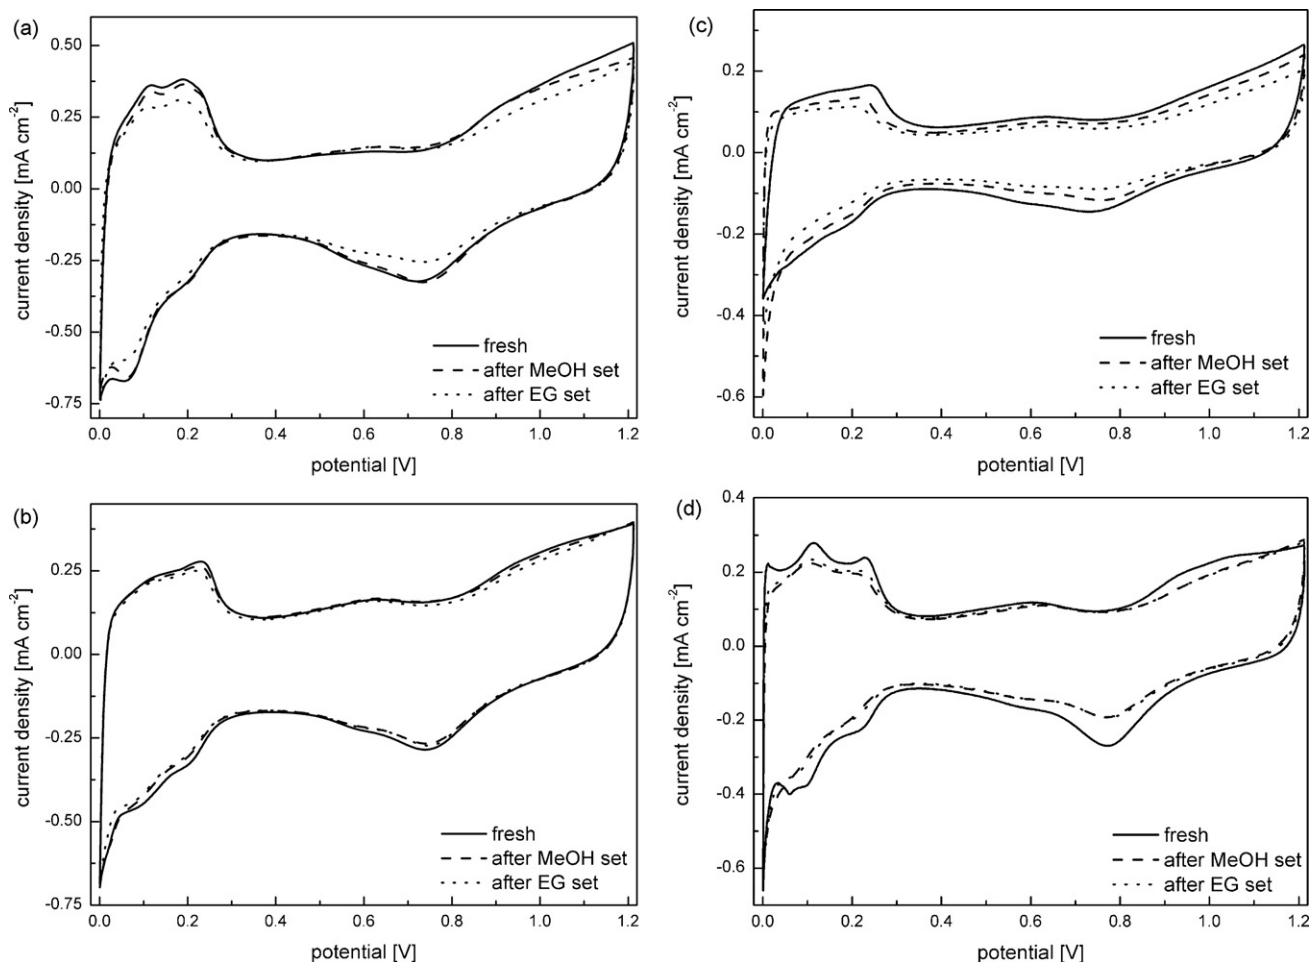 (a)
0.50
0.25
0.00
-0.25
-0.50
-0.75
current density [mA cm⁻²]
fresh
after MeOH set
after EG set
0.0 0.2 0.4 0.6 0.8 1.0 1.2
potential [V]
(c)
0.2
0.0
-0.2
-0.4
-0.6
current density [mA cm⁻²]
fresh
after MeOH set
after EG set
0.0 0.2 0.4 0.6 0.8 1.0 1.2
potential [V]
(b)
0.25
0.00
-0.25
-0.50
-0.75
current density [mA cm⁻²]
fresh
after MeOH set
after EG set
0.0 0.2 0.4 0.6 0.8 1.0 1.2
potential [V]
(d)
0.4
0.2
0.0
-0.2
-0.4
-0.6
current density [mA cm⁻²]
fresh
after MeOH set
after EG set
0.0 0.2 0.4 0.6 0.8 1.0 1.2
potential [V]